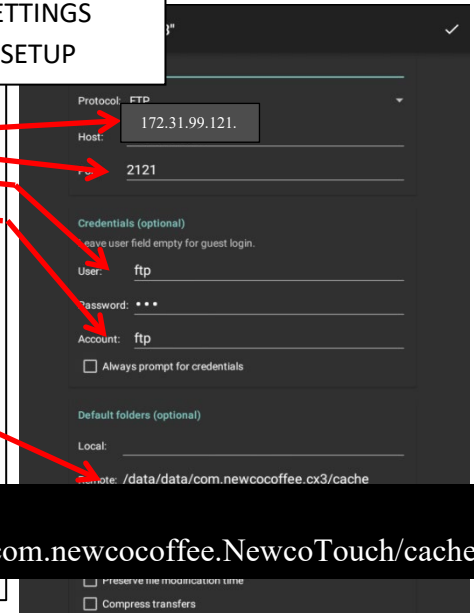 ETTINGS
SETUP
3"
Protocol: FTP
172.31.99.121.
Host:
2121
Credentials (optional)
Leave user field empty for guest login.
User: ftp
Password: •••
Account: ftp
Always prompt for credentials
Default folders (optional)
Local:
Remote: /data/data/com.newcocoffee.cx3/cache
com.newcocoffee.NewcoTouch/cache
Preserve file modification time
Compress transfers